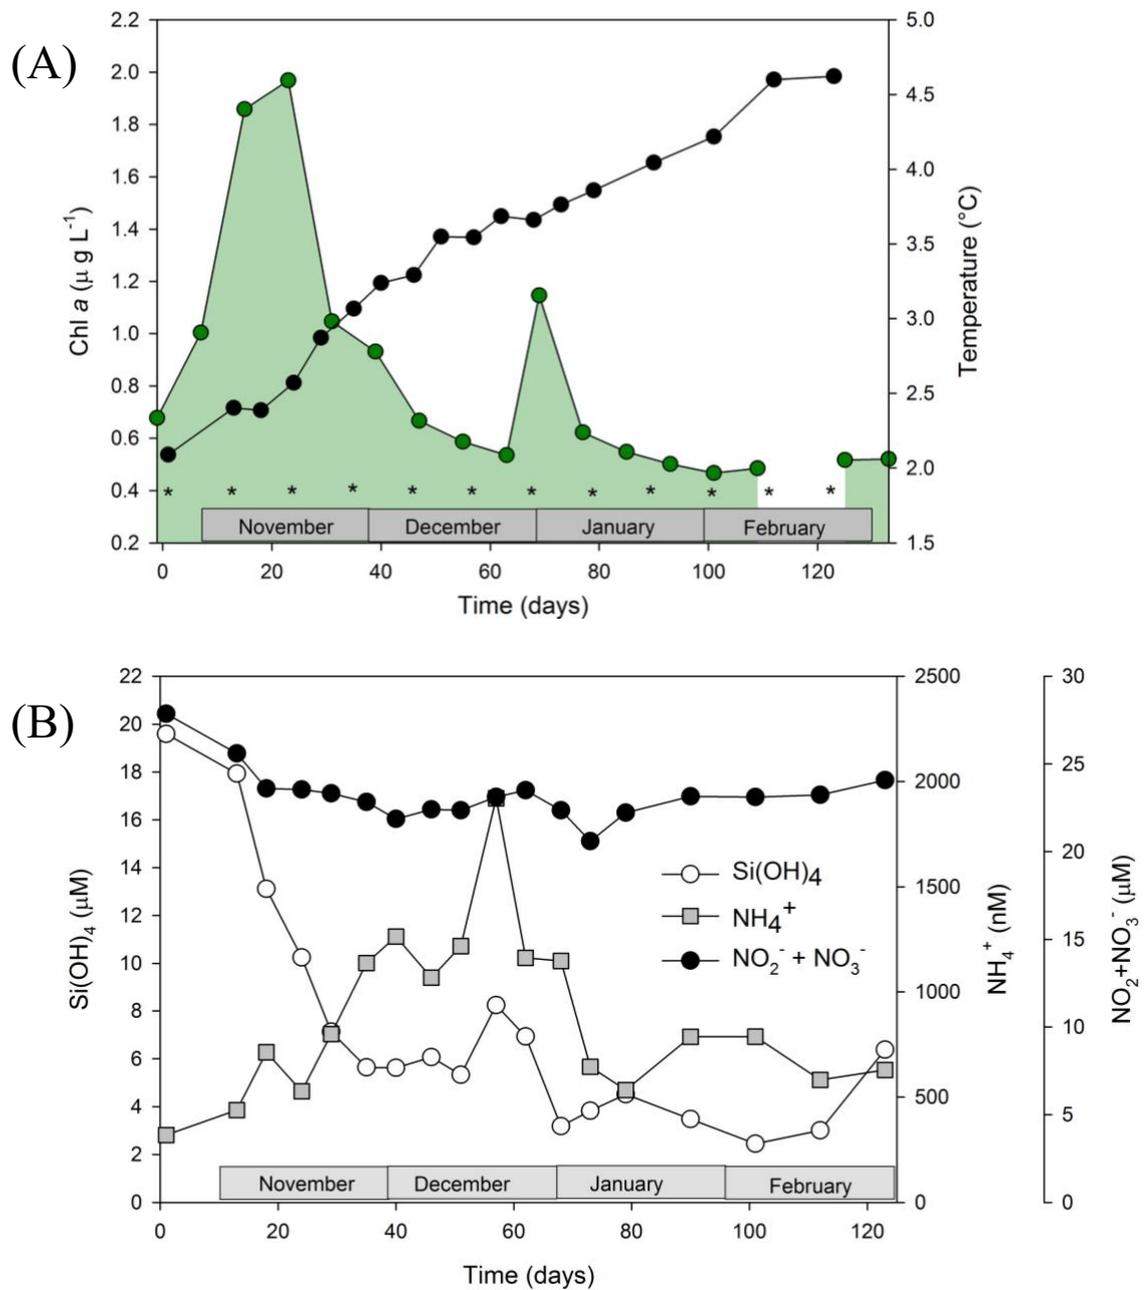 (A)
2.2
2.0
1.8
1.6
1.4
1.2
1.0
0.8
0.6
0.4
0.2
Chl a (μ g L⁻¹)
5.0
4.5
4.0
3.5
3.0
2.5
2.0
1.5
Temperature (°C)
* * * * * * * * * * * *
November December January February
0 20 40 60 80 100 120
Time (days)
(B)
22
20
18
16
14
12
10
8
6
4
2
0
Si(OH)₄ (μM)
2500
2000
1500
1000
500
0
NH₄⁺ (nM)
30
25
20
15
10
5
0
NO₂⁻+NO₃⁻ (μM)
Si(OH)₄
NH₄⁺
NO₂⁻ + NO₃⁻
November December January February
0 20 40 60 80 100 120
Time (days)